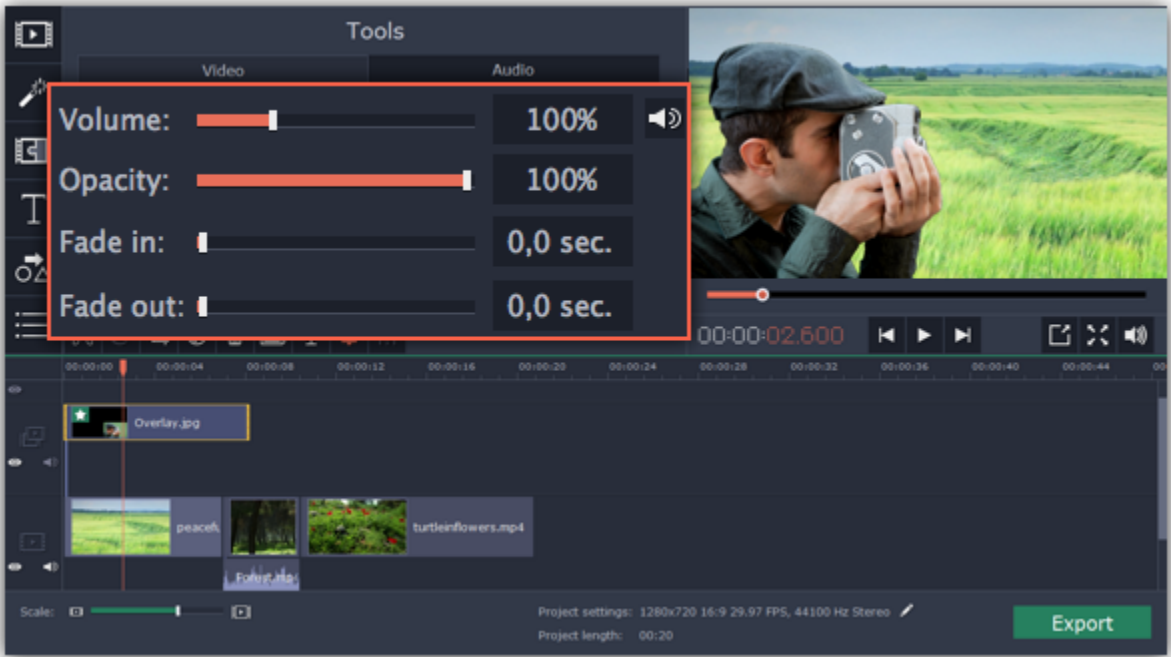 Tools
Video Audio
Volume: 100%
Opacity: 100%
Fade in: 0,0 sec.
Fade out: 0,0 sec.
T
00:00:02.600
00:00:00 00:00:04 00:00:08 00:00:12 00:00:16 00:00:20 00:00:24 00:00:28 00:00:32 00:00:36 00:00:40 00:00:44 00
Overlay.jpg
peacefu turtleinflowers.mp4
Forest.mp
Scale: Project settings: 1280x720 16:9 29.97 FPS, 44100 Hz Stereo
Project length: 00:20
Export